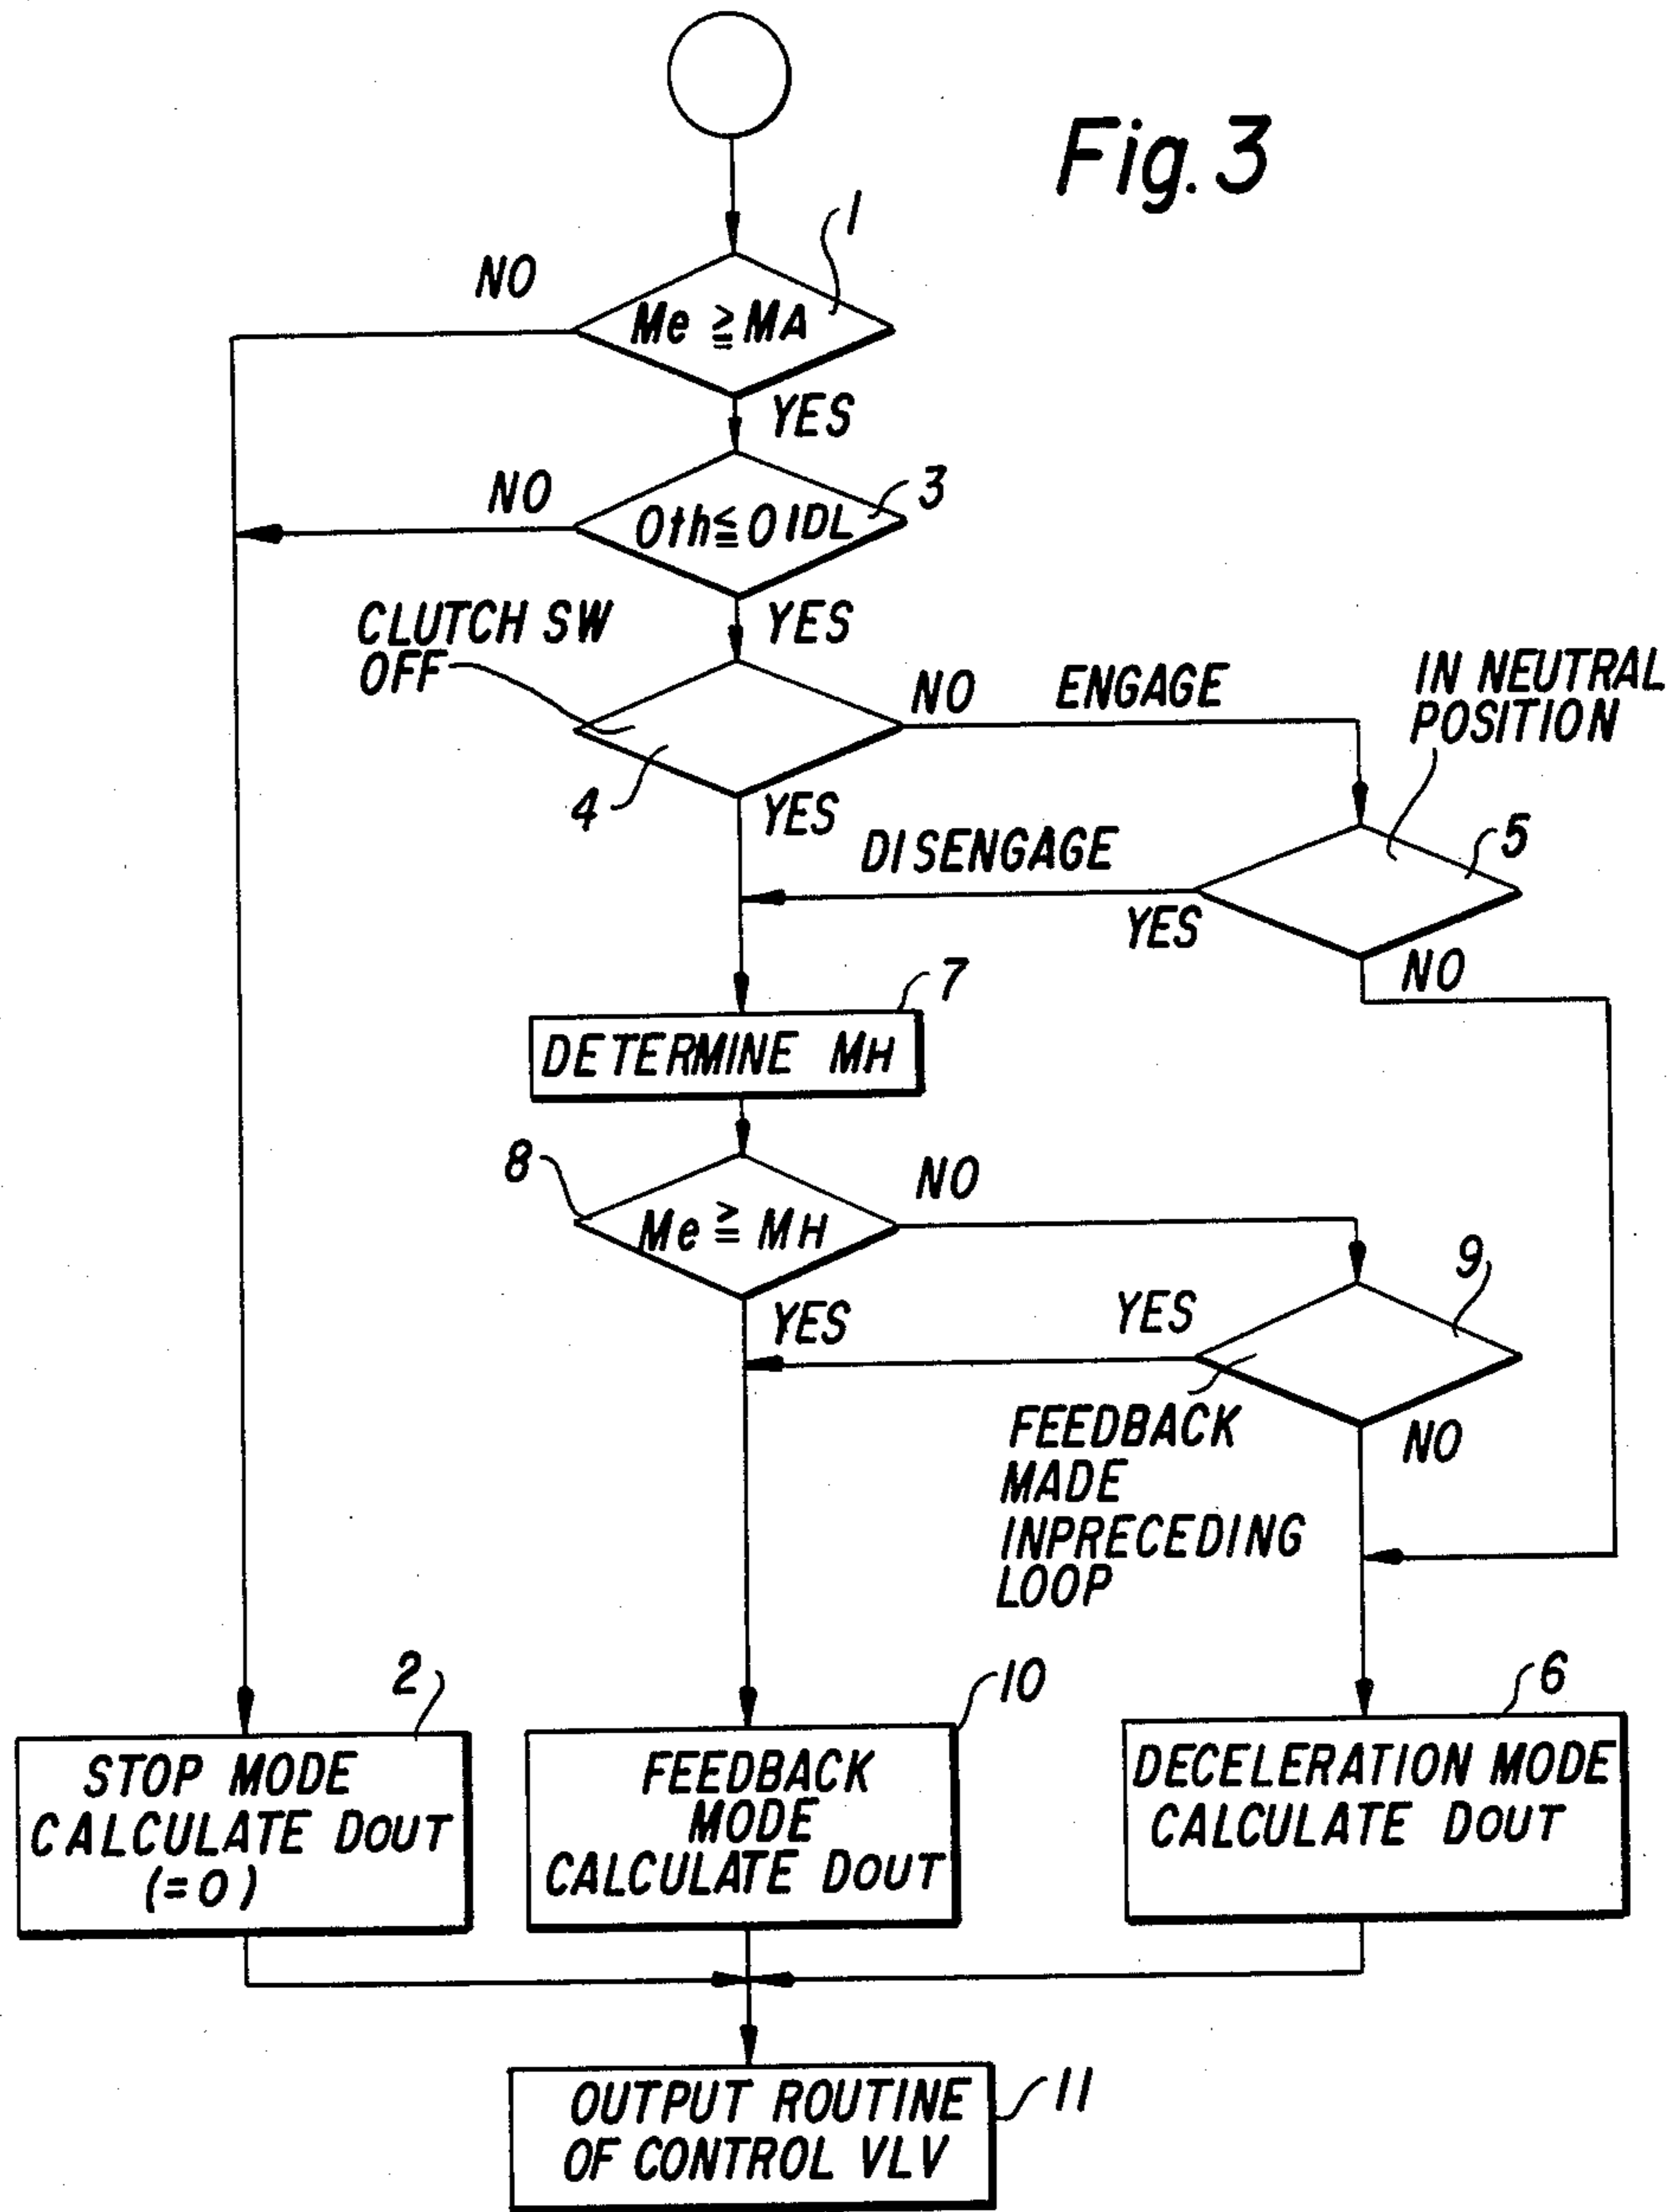 Fig. 3
1
NO
Me ≧ MA
YES
3
NO
Oth ≦ OIDL
YES
CLUTCH SW
OFF
NO ENGAGE
IN NEUTRAL
POSITION
4
YES
DISENGAGE
5
YES
NO
7
DETERMINE MH
8
NO
Me ≧ MH
9
YES
YES
FEEDBACK
MADE
INPRECEDING
LOOP
NO
2
10
6
STOP MODE
CALCULATE DOUT
(=0)
FEEDBACK
MODE
CALCULATE DOUT
DECELERATION MODE
CALCULATE DOUT
11
OUTPUT ROUTINE
OF CONTROL VLV